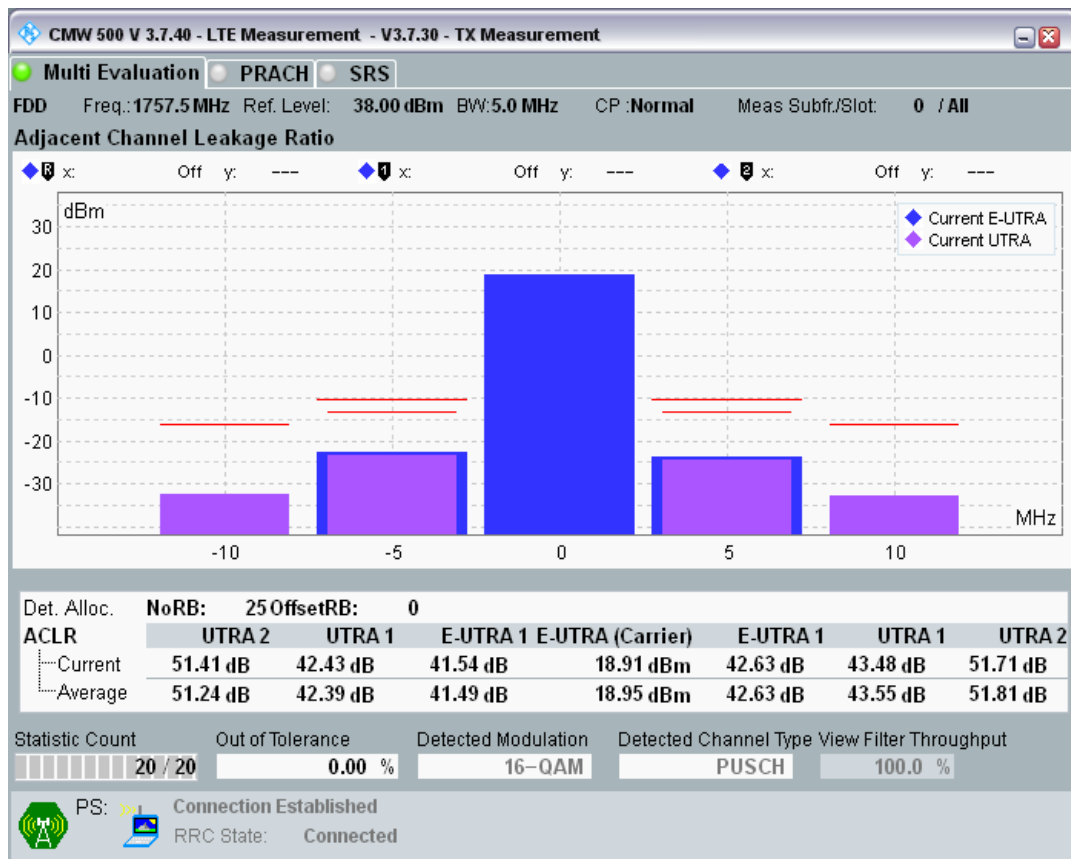 CMW 500 V 3.7.40 - LTE Measurement - V3.7.30 - TX Measurement
Multi Evaluation PRACH SRS
FDD Freq.: 1757.5 MHz Ref. Level: 38.00 dBm BW: 5.0 MHz CP : Normal Meas Subfr./Slot: 0 / All
Adjacent Channel Leakage Ratio
R x: Off y: --- 1 x: Off y: --- 2 x: Off y: ---
dBm
Current E-UTRA
Current UTRA
30
20
10
0
-10
-20
-30
MHz
-10 -5 0 5 10
Det. Alloc. NoRB: 25 OffsetRB: 0
ACLR UTRA 2 UTRA 1 E-UTRA 1 E-UTRA (Carrier) E-UTRA 1 UTRA 1 UTRA 2
Current 51.41 dB 42.43 dB 41.54 dB 18.91 dBm 42.63 dB 43.48 dB 51.71 dB
Average 51.24 dB 42.39 dB 41.49 dB 18.95 dBm 42.63 dB 43.55 dB 51.81 dB
Statistic Count Out of Tolerance Detected Modulation Detected Channel Type View Filter Throughput
20 / 20 0.00 % 16-QAM PUSCH 100.0 %
PS: Connection Established
RRC State: Connected